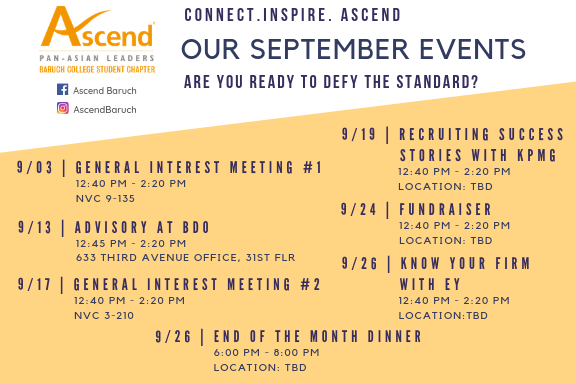 Ascend
PAN-ASIAN LEADERS
BARUCH COLLEGE STUDENT CHAPTER
Ascend Baruch
AscendBaruch
CONNECT.INSPIRE. ASCEND
OUR SEPTEMBER EVENTS
ARE YOU READY TO DEFY THE STANDARD?
9/03 | GENERAL INTEREST MEETING #1
12:40 PM - 2:20 PM
NVC 9-135
9/13 | ADVISORY AT BDO
12:45 PM - 2:20 PM
633 THIRD AVENUE OFFICE, 31ST FLR
9/17 | GENERAL INTEREST MEETING #2
12:40 PM - 2:20 PM
NVC 3-210
9/19 | RECRUITING SUCCESS
STORIES WITH KPMG
12:40 PM - 2:20 PM
LOCATION: TBD
9/24 | FUNDRAISER
12:40 PM - 2:20 PM
LOCATION: TBD
9/26 | KNOW YOUR FIRM
WITH EY
12:40 PM - 2:20 PM
LOCATION:TBD
9/26 | END OF THE MONTH DINNER
6:00 PM - 8:00 PM
LOCATION: TBD